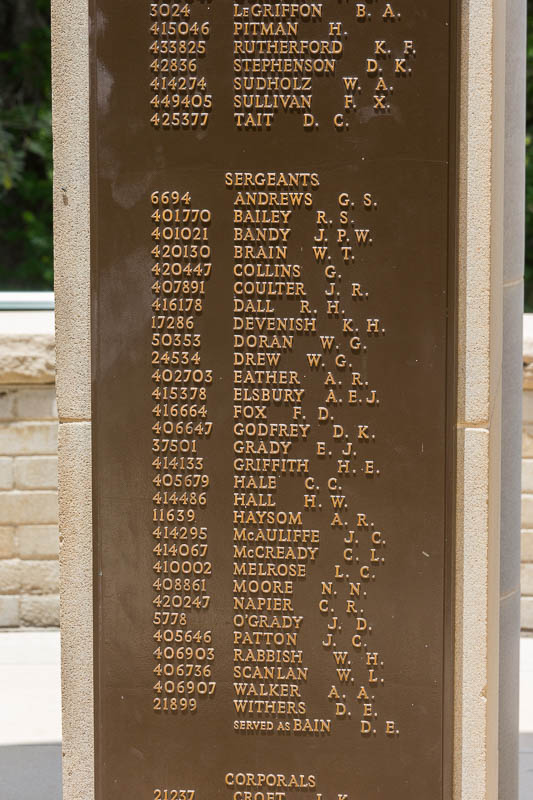 3024 LeGRIFFON B. A.
415046 PITMAN H.
433825 RUTHERFORD K. F.
42836 STEPHENSON D. K.
414274 SUDHOLZ W. A.
449405 SULLIVAN F. X.
425377 TAIT D. C.
SERGEANTS
6694 ANDREWS G. S.
401770 BAILEY R. S.
401021 BANDY J. P. W.
420130 BRAIN W. T.
420447 COLLINS G.
407891 COULTER J. R.
416178 DALL R. H.
17286 DEVENISH K. H.
50353 DORAN W. G.
24534 DREW W. G.
402703 EATHER A. R.
415378 ELSBURY A. E. J.
416664 FOX F. D.
406647 GODFREY D. K.
37501 GRADY E. J.
414133 GRIFFITH H. E.
405679 HALE C. C.
414486 HALL H. W.
11639 HAYSOM A. R.
414295 McAULIFFE J. C.
414067 McCREADY C. L.
410002 MELROSE L. C.
408861 MOORE N. N.
420247 NAPIER C. R.
5778 O'GRADY J. D.
405646 PATTON J. C.
406903 RABBISH W. H.
406736 SCANLAN W. L.
406907 WALKER A. A.
21899 WITHERS D. E.
SERVED AS BAIN D. E.
CORPORALS
21237 CROFT J. K.